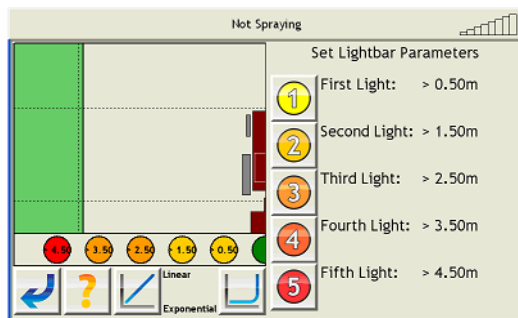 Not Spraying
Set Lightbar Parameters
1 First Light: > 0.50m
2 Second Light: > 1.50m
3 Third Light: > 2.50m
4 Fourth Light: > 3.50m
5 Fifth Light: > 4.50m
> 4.50 > 3.50 > 2.50 > 1.50 > 0.50
?
Linear
Exponential